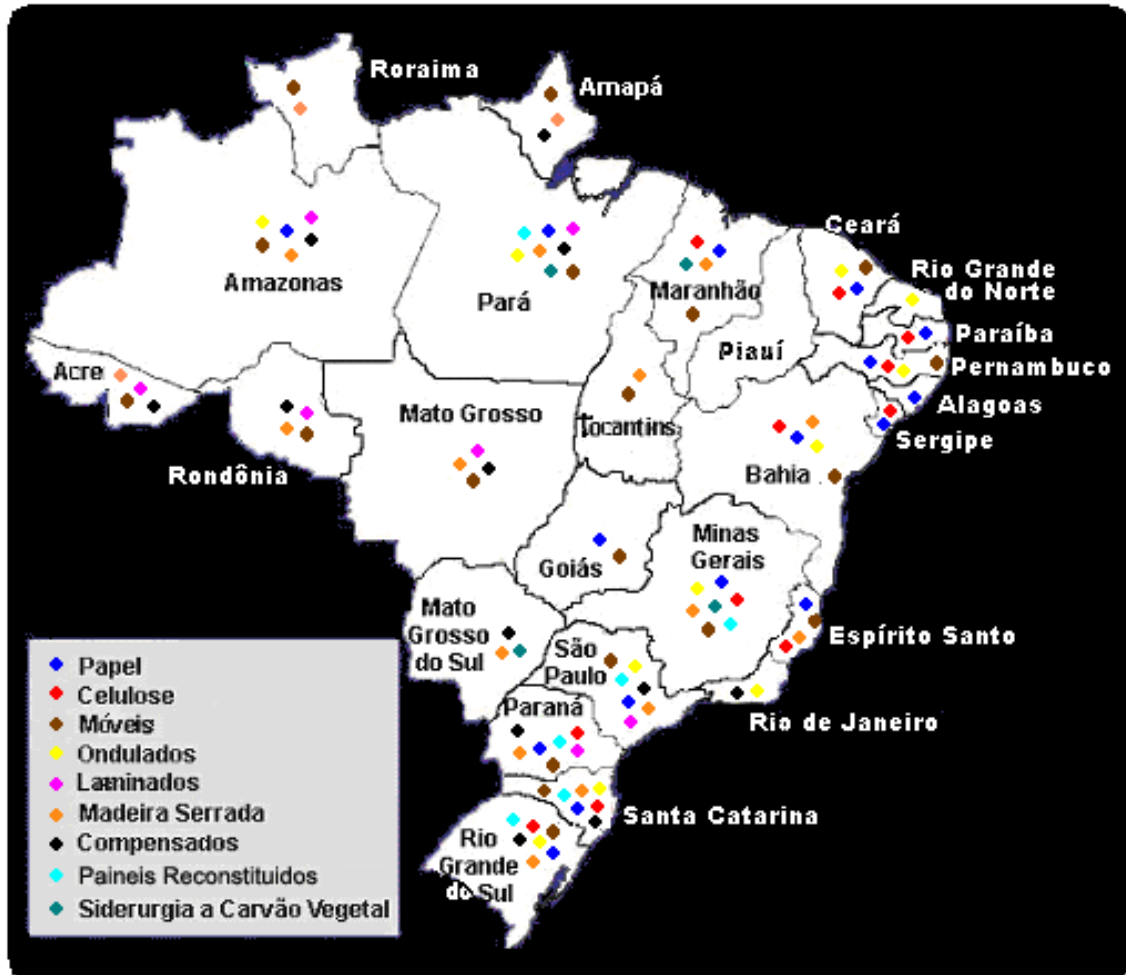 Roraima
Amapá
Ceará
Rio Grande
do Norte
Amazonas
Pará
Maranhão
Paraíba
Piauí
Pernambuco
Acre
Alagoas
Mato Grosso
Tocantins
Sergipe
Rondônia
Bahia
Minas
Gerais
Goiás
Mato
Grosso
do Sul
Espírito Santo
São
Paulo
Paraná
Rio de Janeiro
Santa Catarina
Rio
Grande
do Sul
Papel
Celulose
Móveis
Ondulados
Laminados
Madeira Serrada
Compensados
Paineis Reconstituidos
Siderurgia a Carvão Vegetal